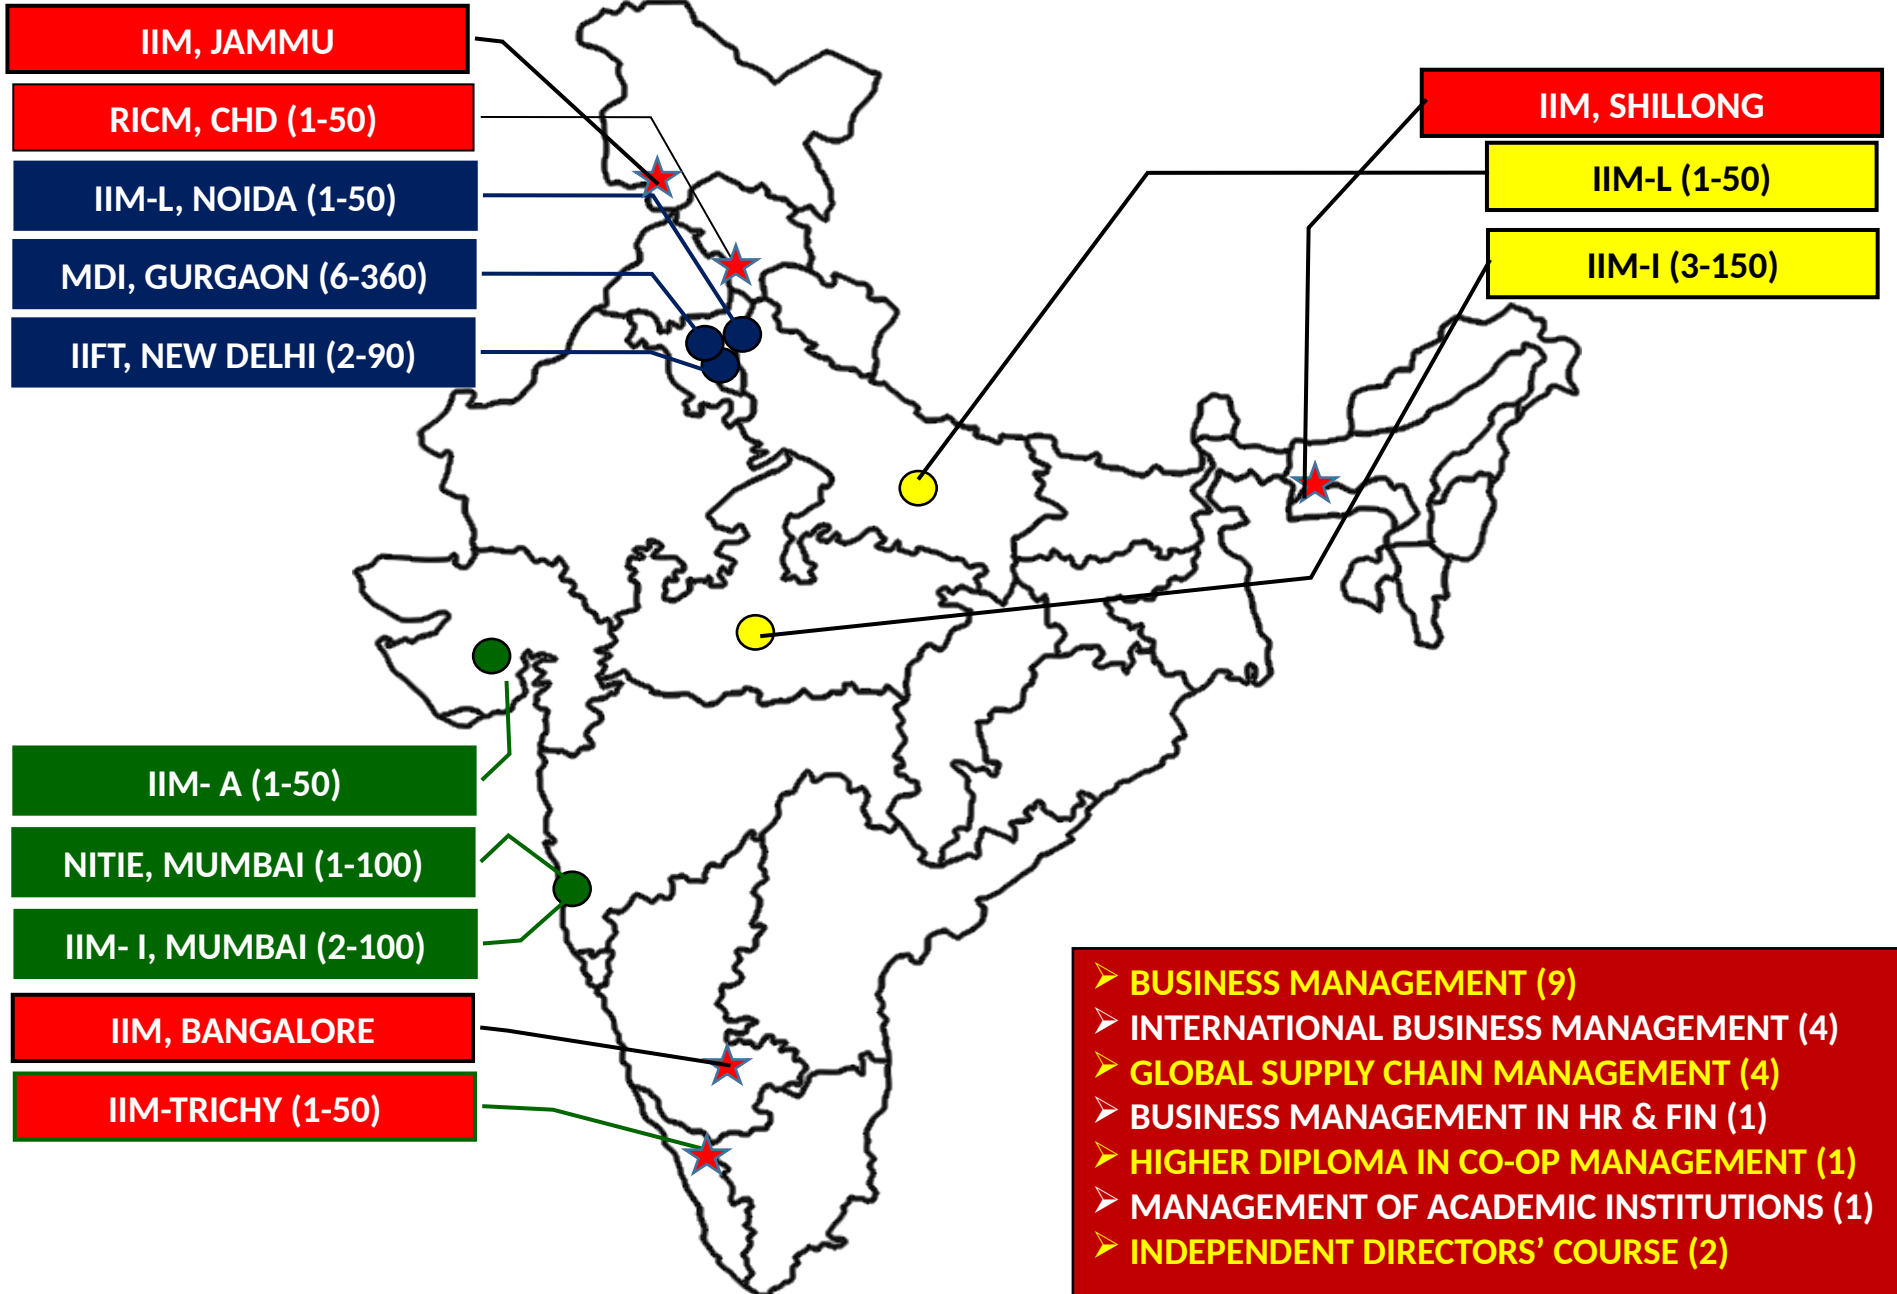 IIM, JAMMU
RICM, CHD (1-50)
IIM-L, NOIDA (1-50)
MDI, GURGAON (6-360)
IIFT, NEW DELHI (2-90)
IIM- A (1-50)
NITIE, MUMBAI (1-100)
IIM- I, MUMBAI (2-100)
IIM, BANGALORE
IIM-TRICHY (1-50)
IIM, SHILLONG
IIM-L (1-50)
IIM-I (3-150)
BUSINESS MANAGEMENT (9)
INTERNATIONAL BUSINESS MANAGEMENT (4)
GLOBAL SUPPLY CHAIN MANAGEMENT (4)
BUSINESS MANAGEMENT IN HR & FIN (1)
HIGHER DIPLOMA IN CO-OP MANAGEMENT (1)
MANAGEMENT OF ACADEMIC INSTITUTIONS (1)
INDEPENDENT DIRECTORS’ COURSE (2)